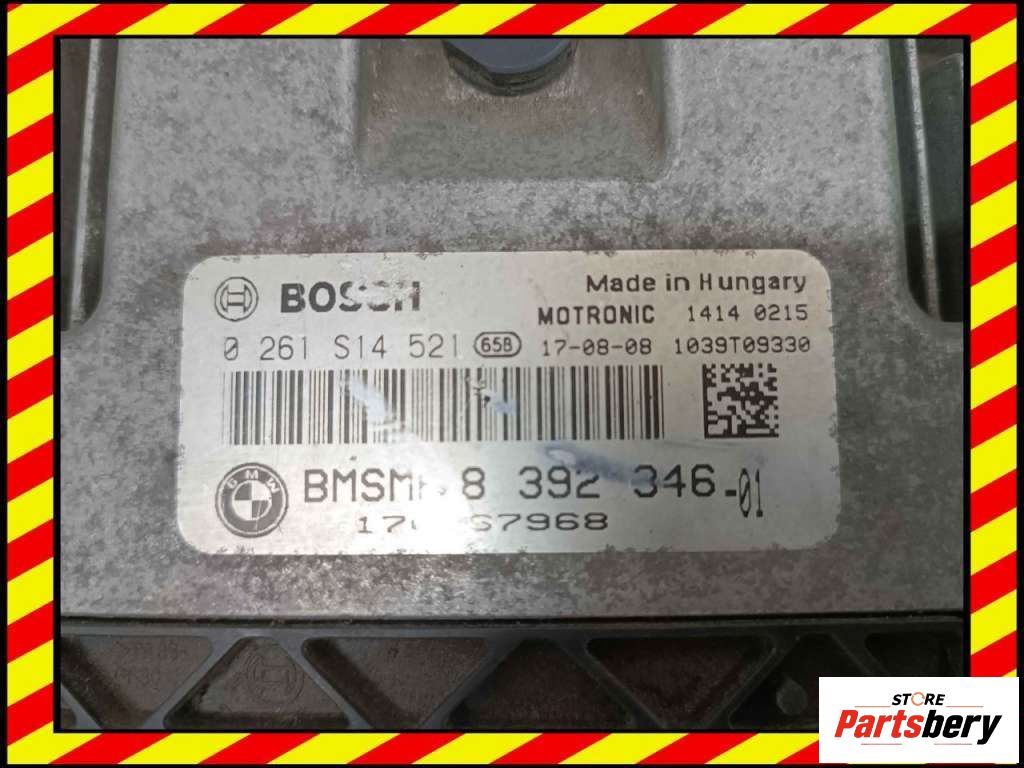 BOSCH
Made in Hungary
MOTRONIC 1414 0215
0 261 S14 521 65B 17-08-08 1039T09330
BMW
8 392 346-01
STORE
Partsbery